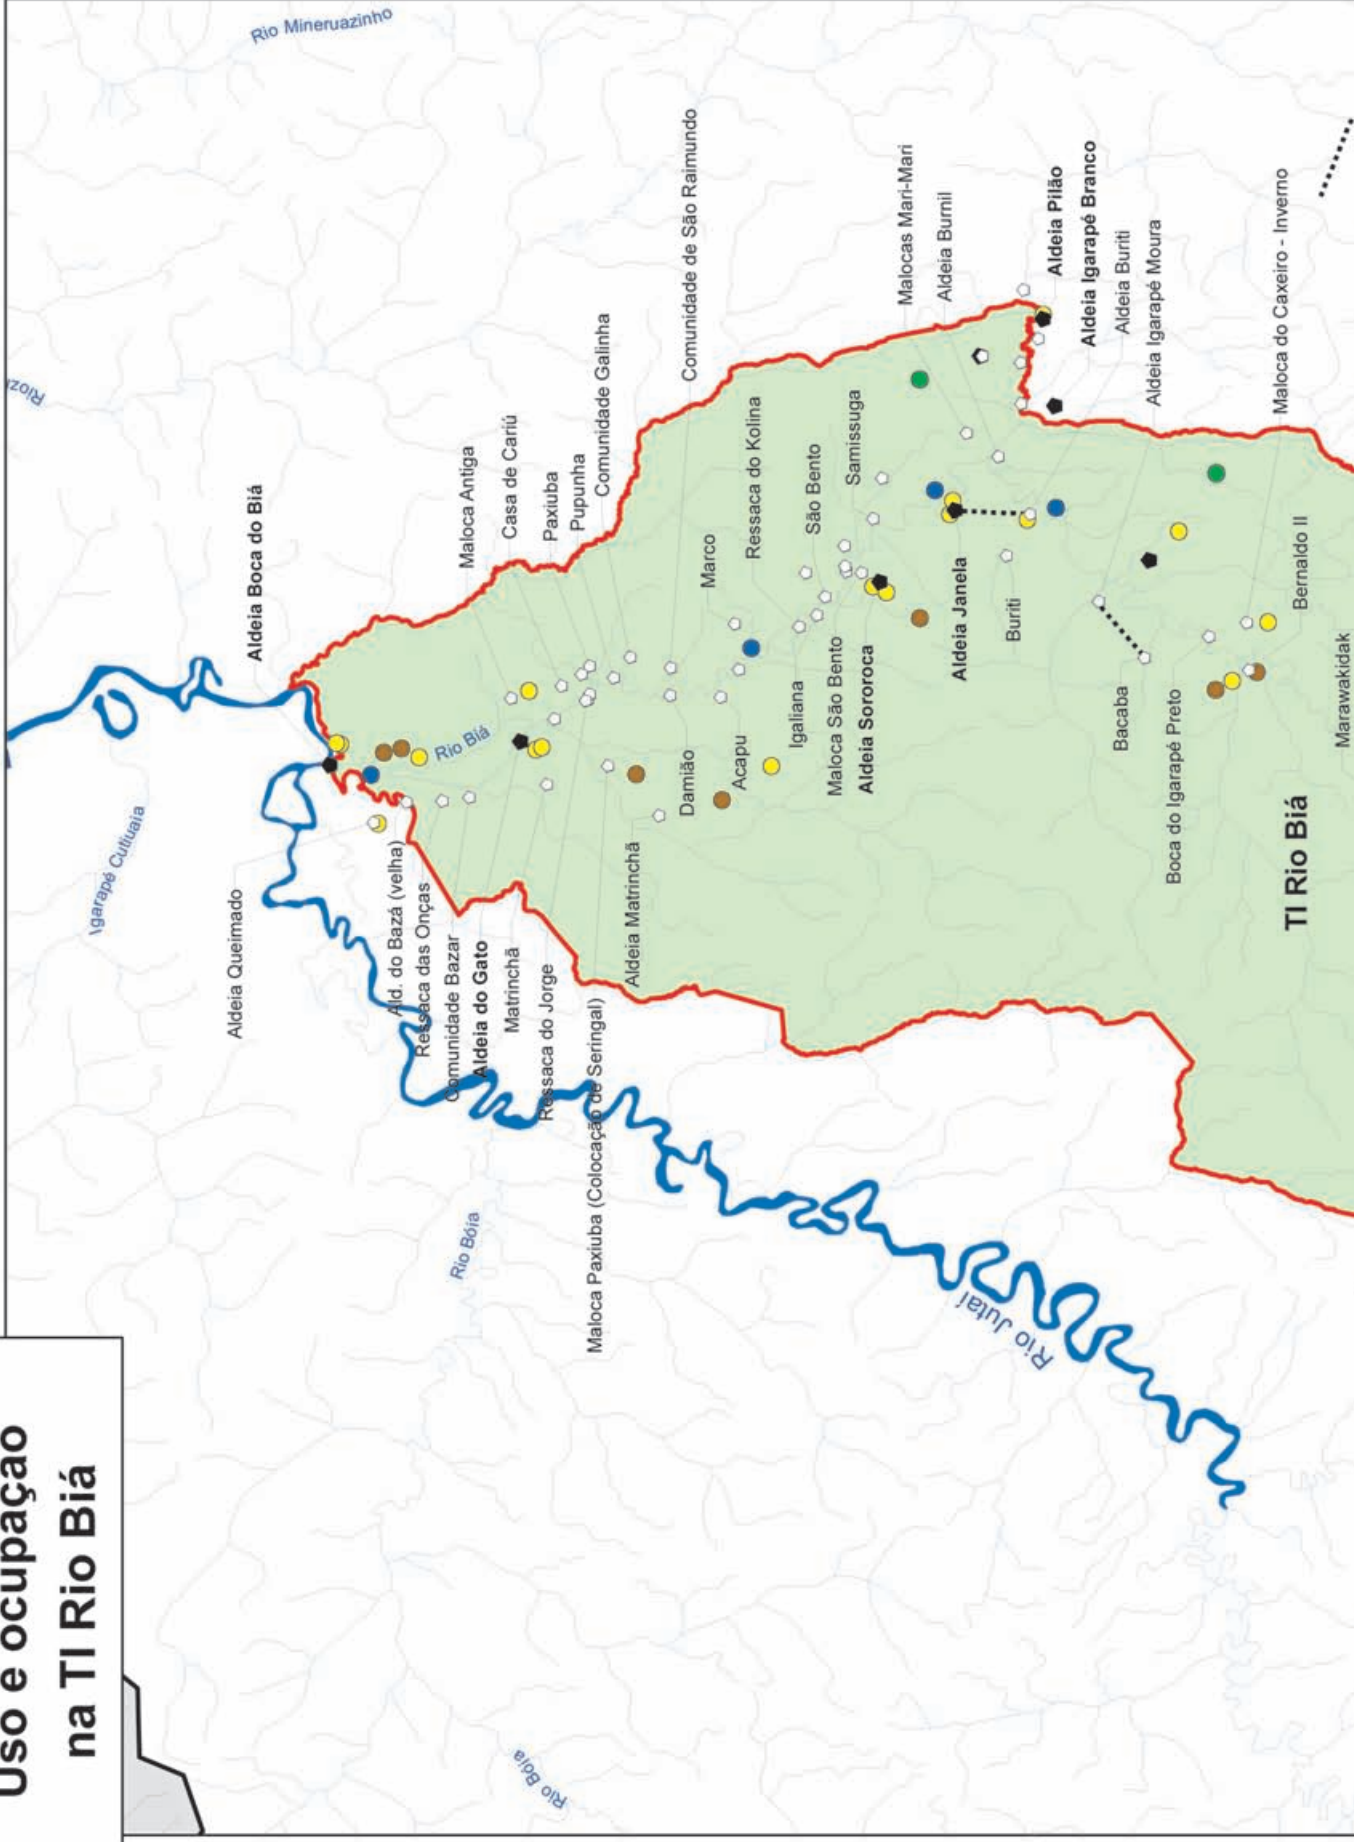 Uso e ocupação
na TI Rio Biá
Rio Mineruazinho
Riozi
Aldeia Boca do Biá
Igarapé Cutiuaia
Aldeia Queimado
Maloca Antiga
Casa de Cariú
Paxiuba
Pupunha
Comunidade Galinha
Comunidade de São Raimundo
Rio Biá
Marco
Ressaca do Kolina
São Bento
Samissuga
Malocas Mari-Mari
Aldeia Burnil
Aldeia Pilão
Aldeia Igarapé Branco
Aldeia Buriti
Aldeia Igarapé Moura
Maloca do Caxeiro - Inverno
Ald. do Bazá (velha)
Ressaca das Onças
Comunidade Bazar
Aldeia do Gato
Matrinchã
Ressaca do Jorge
Maloca Paxiuba (Colocação de Seringal)
Aldeia Matrinchã
Damião
Acapu
Igaliana
Maloca São Bento
Aldeia Sororoca
Aldeia Janela
Buriti
Bacaba
Boca do Igarapé Preto
Bernaldo II
Marawakidak
TI Rio Biá
Rio Bóia
Rio Jutaí
Rio Bóia